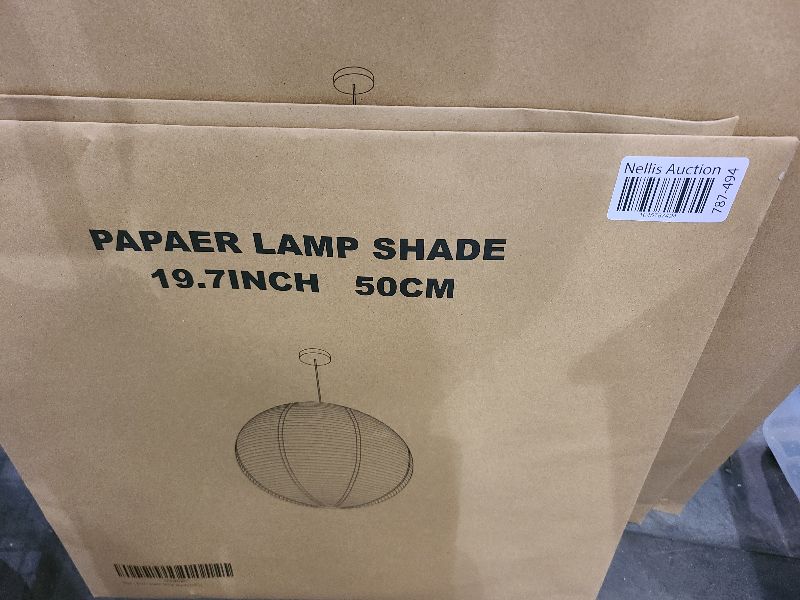 Nellis Auction
787-494
PAPAER LAMP SHADE
19.7INCH 50CM